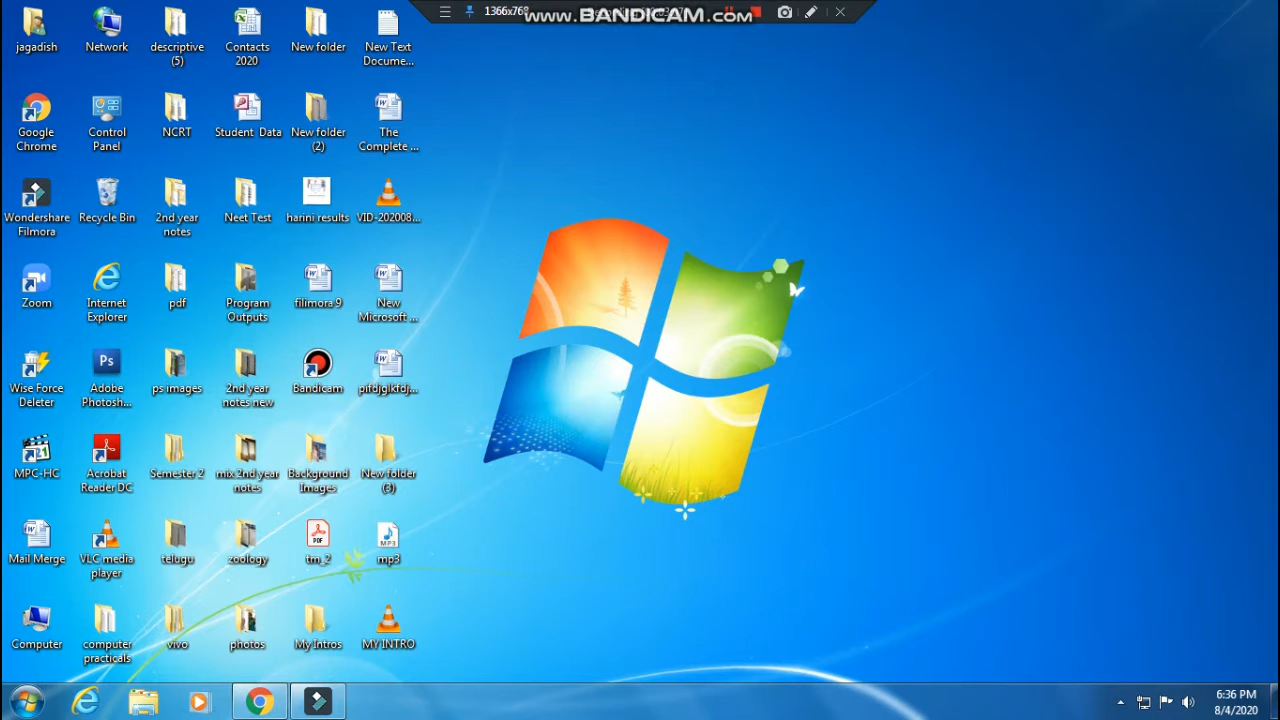 1366x768
www.BANDICAM.com
jagadish
Network
descriptive
(5)
Contacts
2020
New folder
New Text
Docume...
Google
Chrome
Control
Panel
NCRT
Student Data
New folder
(2)
The
Complete ...
Wondershare
Filmora
Recycle Bin
2nd year
notes
Neet Test
harini results
VID-202008...
Zoom
Internet
Explorer
pdf
Program
Outputs
filimora 9
New
Microsoft ...
Wise Force
Deleter
Ps
Adobe
Photosh...
ps images
2nd year
notes new
Bandicam
pifdjglkfdj...
MPC-HC
Acrobat
Reader DC
Semester 2
mix 2nd year
notes
Background
Images
New folder
(3)
Mail Merge
VLC media
player
telugu
zoology
PDF
tm_2
MP3
mp3
Computer
computer
practicals
vivo
photos
My Intros
MY INTRO
6:36 PM
8/4/2020